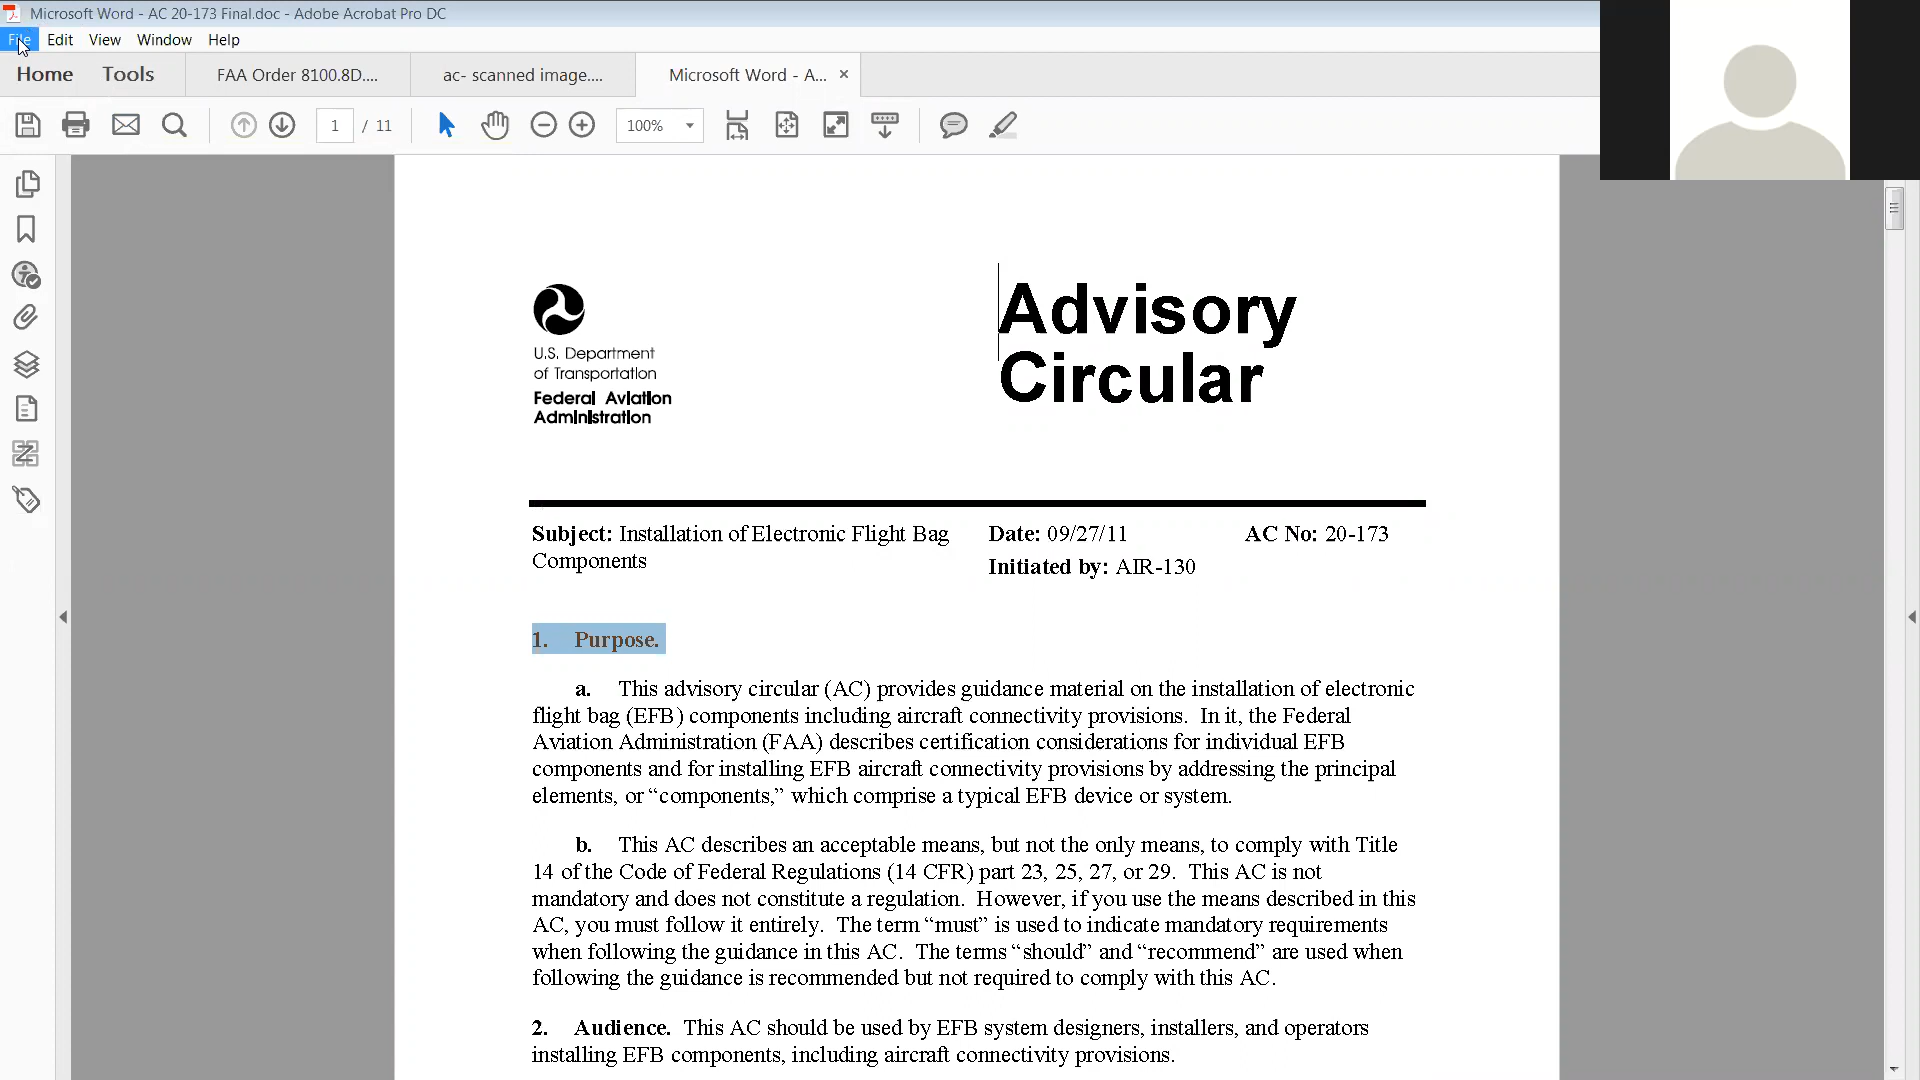 Microsoft Word - AC 20-173 Final.doc - Adobe Acrobat Pro DC
File Edit View Window Help
Home Tools FAA Order 8100.8D.... ac- scanned image.... Microsoft Word - A... ×
1 / 11 100%
Advisory
Circular
U.S. Department
of Transportation
Federal Aviation
Administration
Subject: Installation of Electronic Flight Bag Date: 09/27/11 AC No: 20-173
Components Initiated by: AIR-130
1. Purpose.
a. This advisory circular (AC) provides guidance material on the installation of electronic
flight bag (EFB) components including aircraft connectivity provisions. In it, the Federal
Aviation Administration (FAA) describes certification considerations for individual EFB
components and for installing EFB aircraft connectivity provisions by addressing the principal
elements, or “components,” which comprise a typical EFB device or system.
b. This AC describes an acceptable means, but not the only means, to comply with Title
14 of the Code of Federal Regulations (14 CFR) part 23, 25, 27, or 29. This AC is not
mandatory and does not constitute a regulation. However, if you use the means described in this
AC, you must follow it entirely. The term “must” is used to indicate mandatory requirements
when following the guidance in this AC. The terms “should” and “recommend” are used when
following the guidance is recommended but not required to comply with this AC.
2. Audience. This AC should be used by EFB system designers, installers, and operators
installing EFB components, including aircraft connectivity provisions.